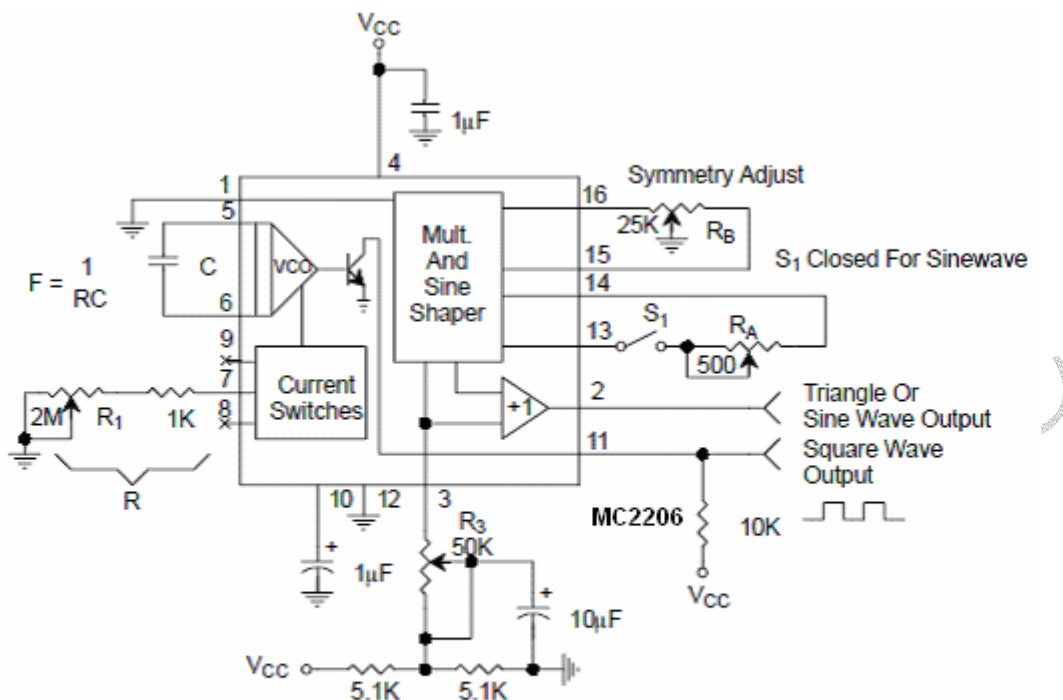 VCC
1µF
4
1
16
Symmetry Adjust
5
25K
RB
Mult.
And
Sine
Shaper
VCO
15
S1 Closed For Sinewave
F = 1
RC
C
14
6
S1
RA
13
9
500
7
Current
Switches
+1
2
Triangle Or
Sine Wave Output
2M
R1
1K
8
11
Square Wave
Output
R
10
12
3
MC2206
10K
R3
50K
+
1µF
+
10µF
VCC
VCC
5.1K
5.1K